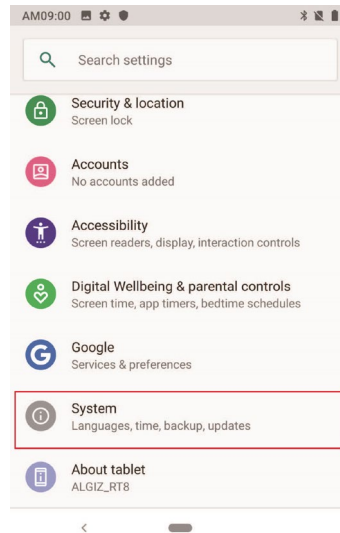 AM09:00
Search settings
Security & location
Screen lock
Accounts
No accounts added
Accessibility
Screen readers, display, interaction controls
Digital Wellbeing & parental controls
Screen time, app timers, bedtime schedules
G
Google
Services & preferences
System
Languages, time, backup, updates
About tablet
ALGIZ_RT8